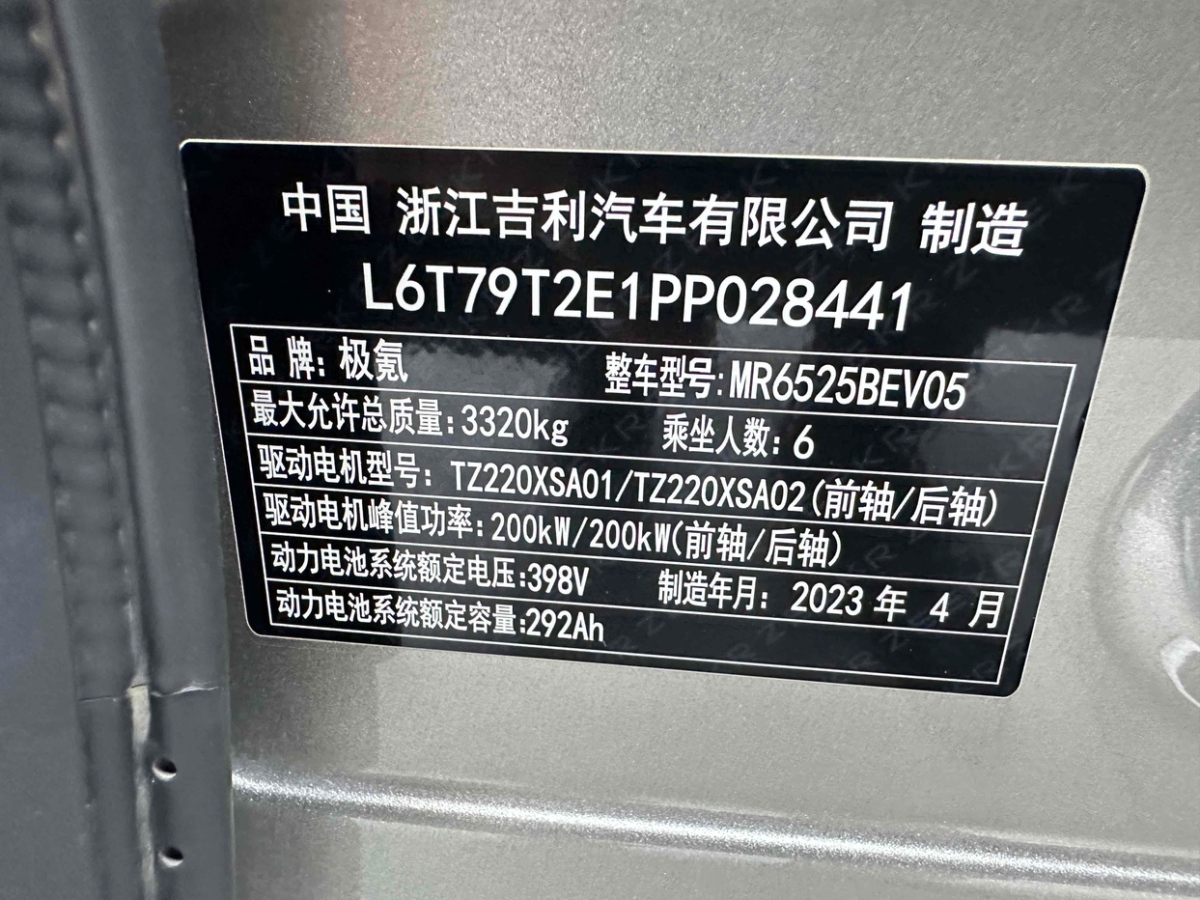 中国 浙江吉利汽车有限公司 制造
L6T79T2E1PP028441
品牌:极氪 整车型号:MR6525BEV05
最大允许总质量:3320kg 乘坐人数:6
驱动电机型号: TZ220XSA01/TZ220XSA02(前轴/后轴)
驱动电机峰值功率:200kW/200kW(前轴/后轴)
动力电池系统额定电压:398V 制造年月: 2023 年 4 月
动力电池系统额定容量:292Ah